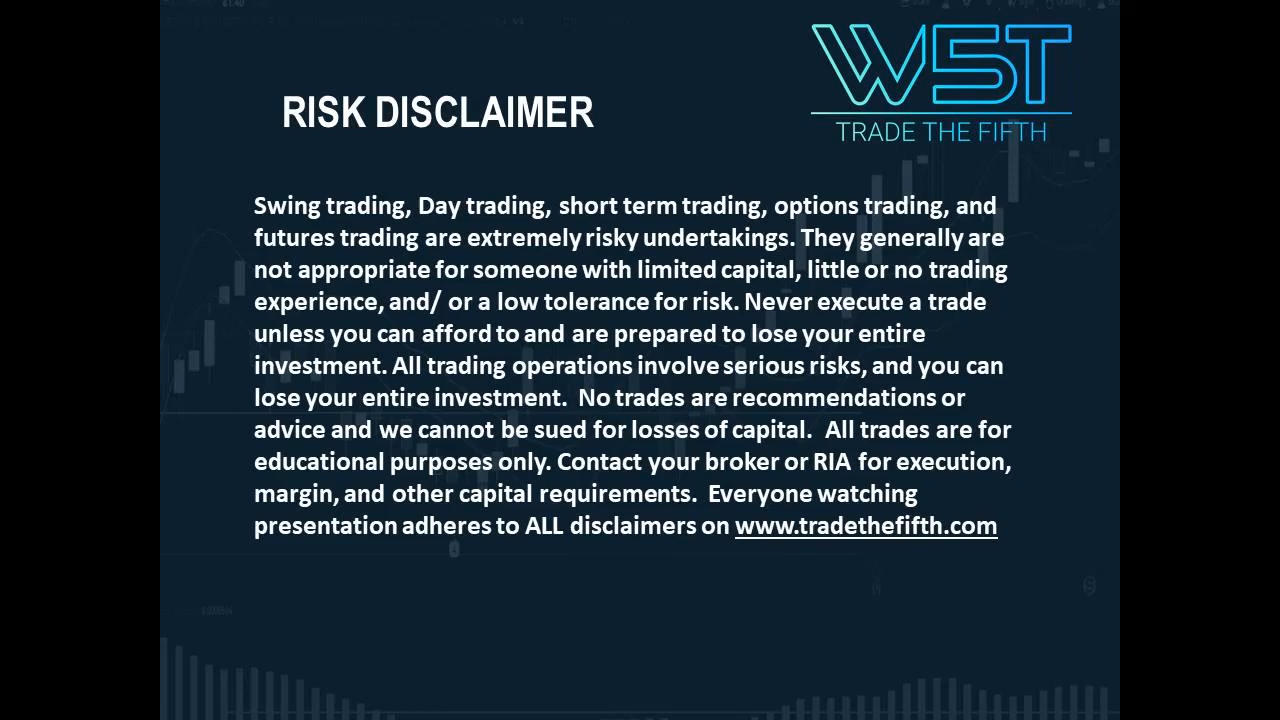 W5T
TRADE THE FIFTH
RISK DISCLAIMER
Swing trading, Day trading, short term trading, options trading, and
futures trading are extremely risky undertakings. They generally are
not appropriate for someone with limited capital, little or no trading
experience, and/ or a low tolerance for risk. Never execute a trade
unless you can afford to and are prepared to lose your entire
investment. All trading operations involve serious risks, and you can
lose your entire investment.  No trades are recommendations or
advice and we cannot be sued for losses of capital.  All trades are for
educational purposes only. Contact your broker or RIA for execution,
margin, and other capital requirements.  Everyone watching
presentation adheres to ALL disclaimers on www.tradethefifth.com